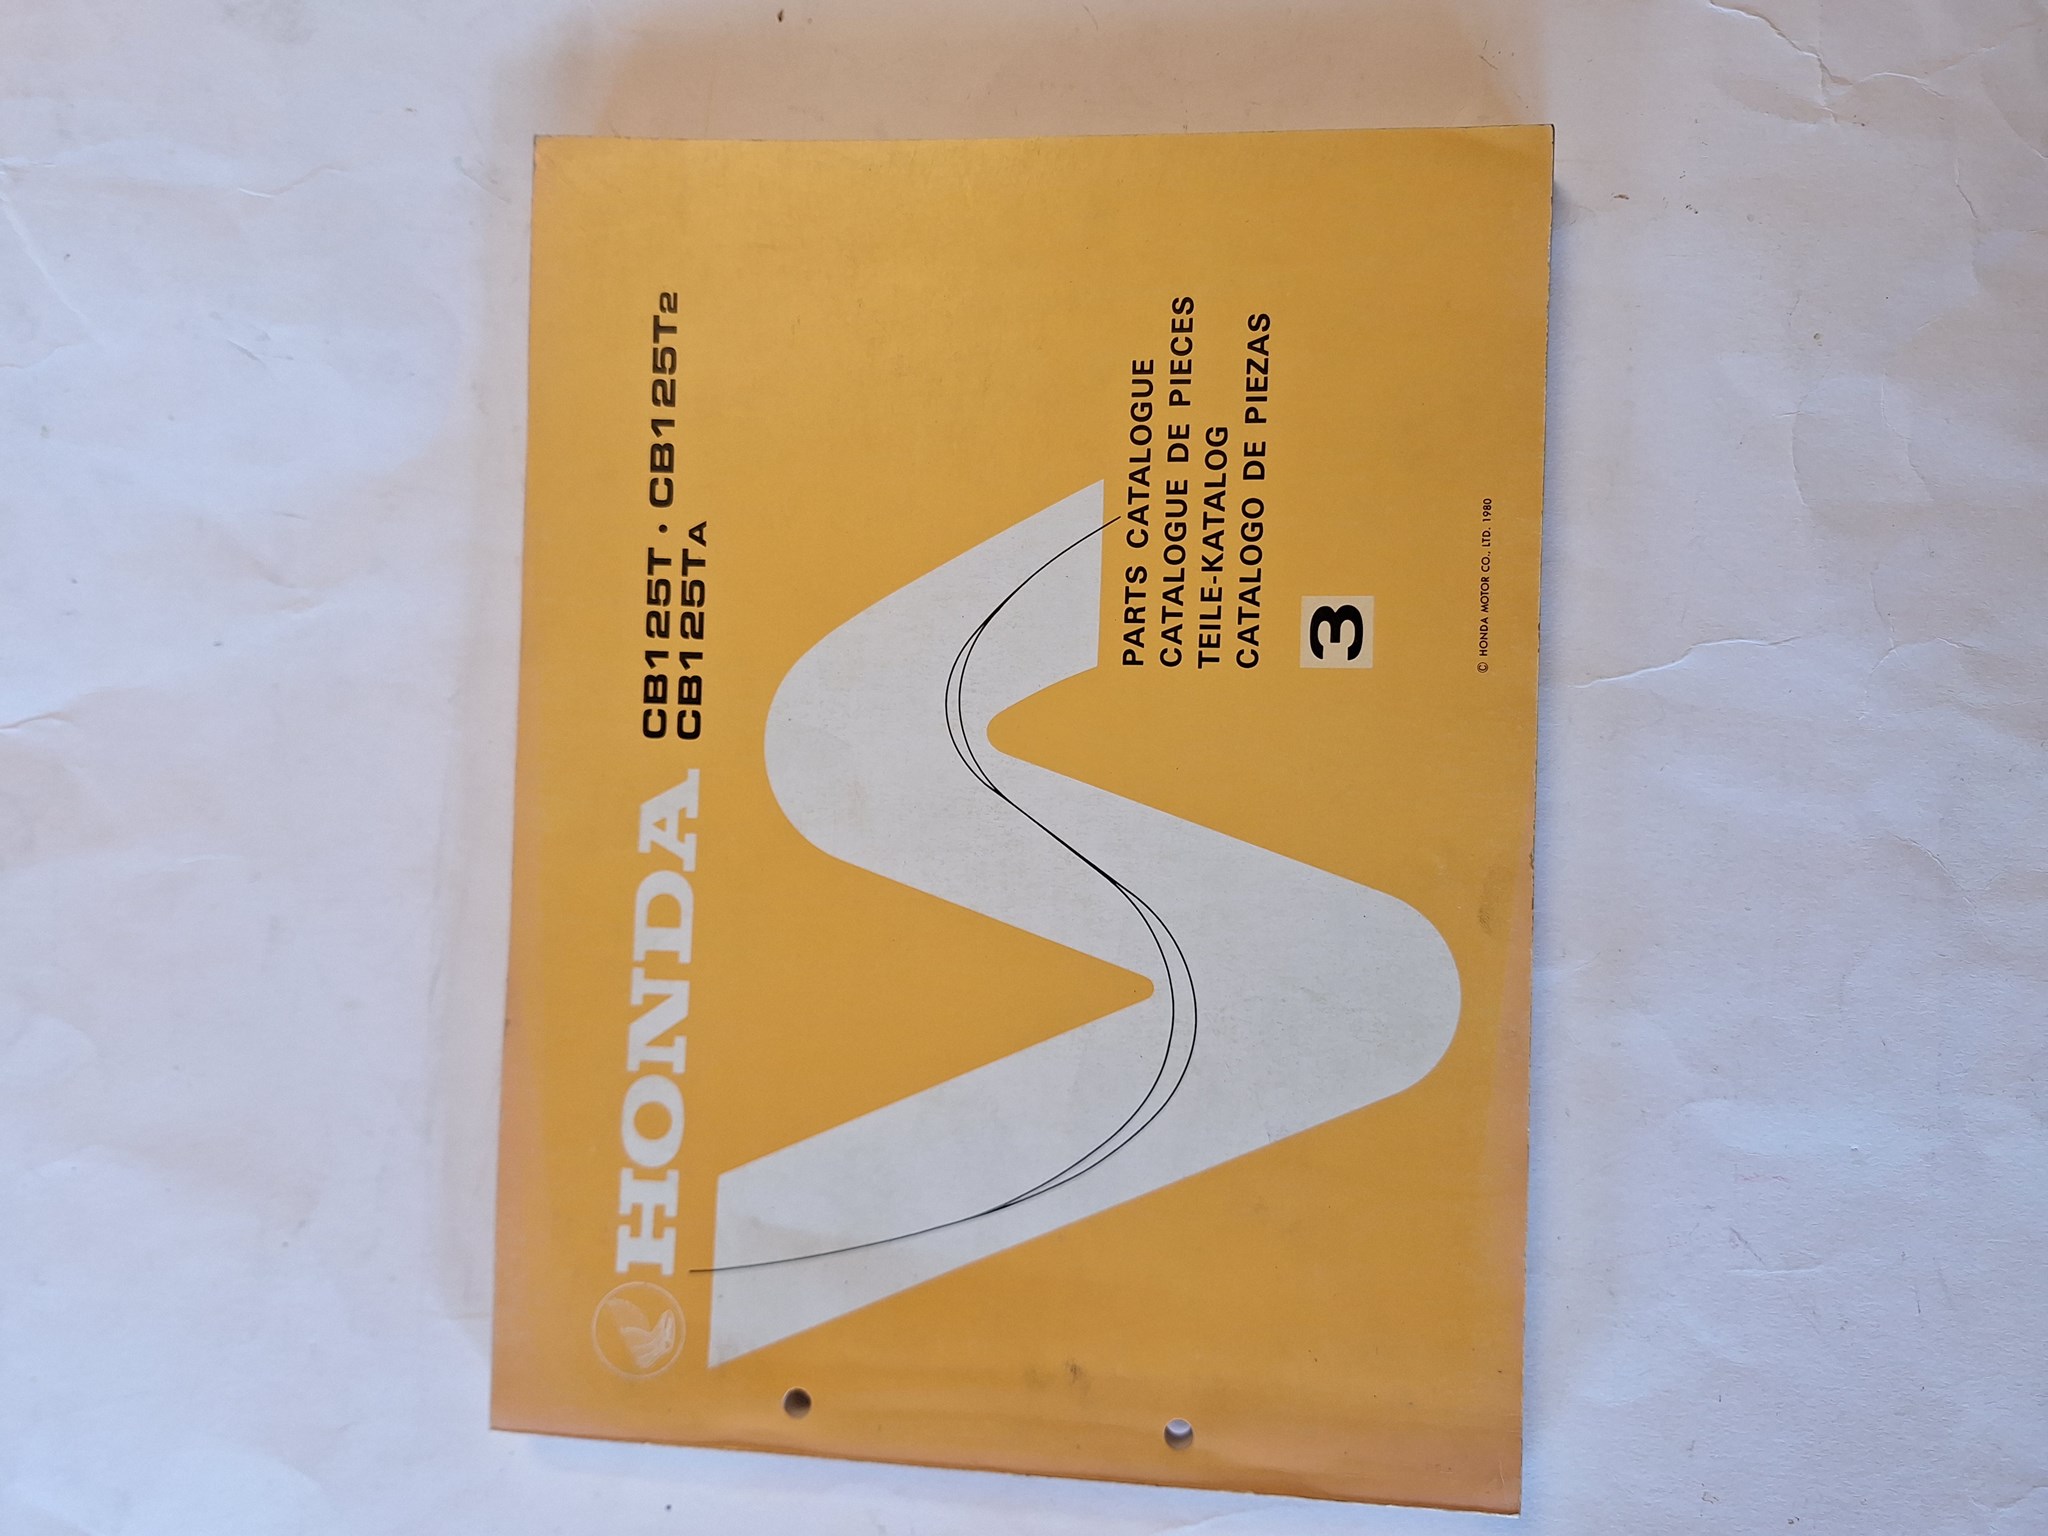 HONDA
CB125T · CB125T2
CB125TA
PARTS CATALOGUE
CATALOGUE DE PIECES
TEILE-KATALOG
CATALOGO DE PIEZAS
3
© HONDA MOTOR CO., LTD. 1980